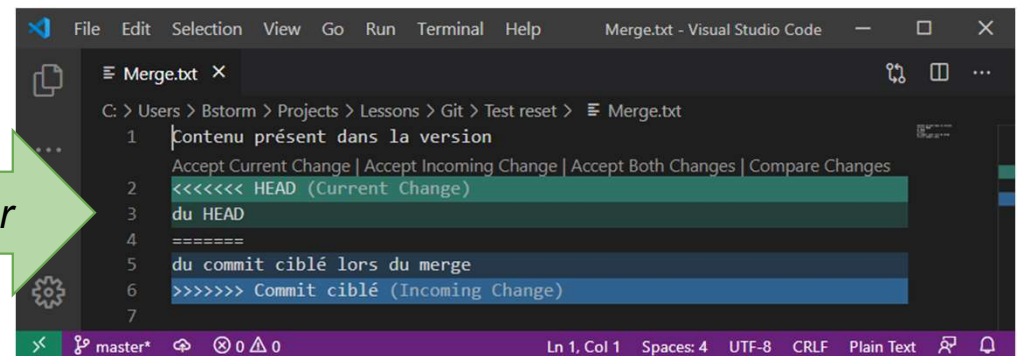 File Edit Selection View Go Run Terminal Help Merge.txt - Visual Studio Code
Merge.txt
C: > Users > Bstorm > Projects > Lessons > Git > Test reset > Merge.txt
1 Contenu présent dans la version
Accept Current Change | Accept Incoming Change | Accept Both Changes | Compare Changes
2 <<<<<<< HEAD (Current Change)
r
3 du HEAD
4 =======
5 du commit ciblé lors du merge
6 >>>>>>> Commit ciblé (Incoming Change)
7
master* 0 0 Ln 1, Col 1 Spaces: 4 UTF-8 CRLF Plain Text